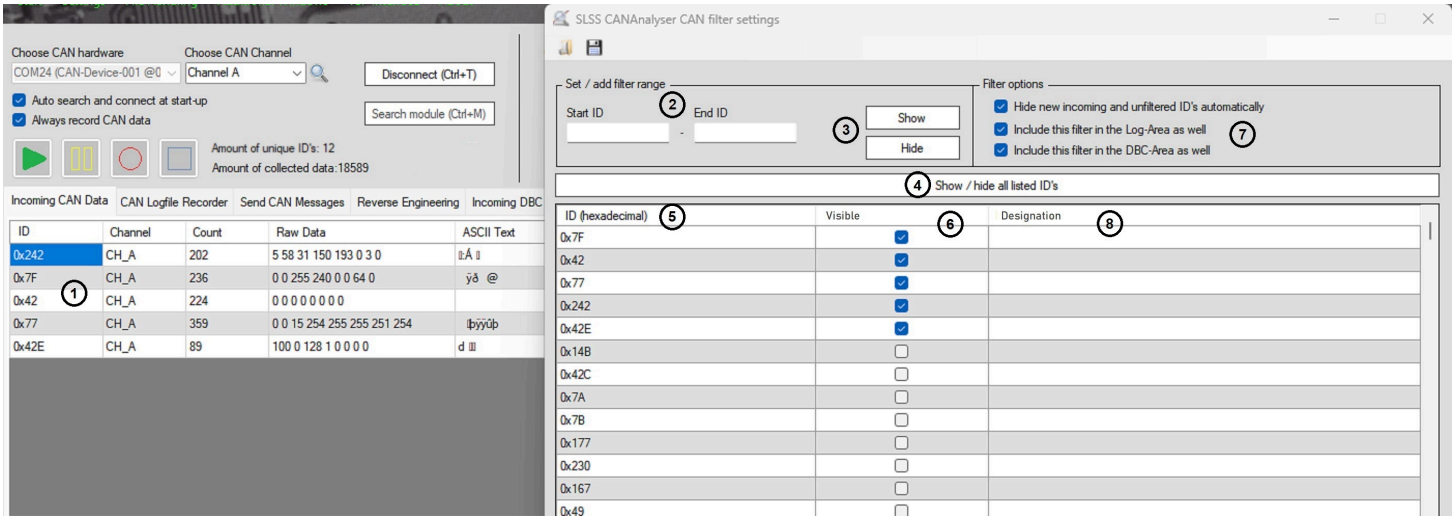 SLSS CANAnalyser CAN filter settings
Choose CAN hardware
Choose CAN Channel
COM24 (CAN-Device-001 @0
Channel A
Disconnect (Ctrl+T)
Auto search and connect at start-up
Always record CAN data
Search module (Ctrl+M)
Amount of unique ID's: 12
Amount of collected data:18589
Incoming CAN Data CAN Logfile Recorder Send CAN Messages Reverse Engineering Incoming DBC
ID Channel Count Raw Data ASCII Text
0x242 CH_A 202 5 58 31 150 193 0 3 0
0x7F CH_A 236 0 0 255 240 0 0 64 0 ÿð @
1
0x42 CH_A 224 0 0 0 0 0 0 0 0
0x77 CH_A 359 0 0 15 254 255 255 251 254 þÿÿûþ
0x42E CH_A 89 100 0 128 1 0 0 0 0 d
Set / add filter range
Start ID 2 End ID
-
3 Show
Hide
Filter options
Hide new incoming and unfiltered ID's automatically
Include this filter in the Log-Area as well
7
Include this filter in the DBC-Area as well
4 Show / hide all listed ID's
ID (hexadecimal) 5 Visible 6 Designation 8
0x7F
0x42
0x77
0x242
0x42E
0x14B
0x42C
0x7A
0x7B
0x177
0x230
0x167
0x49